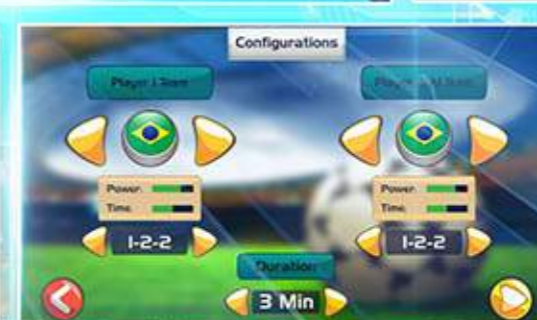 Configurations
Player 1 Team
Power:
Time:
Power:
Time:
1-2-2
1-2-2
Duration
3 Min